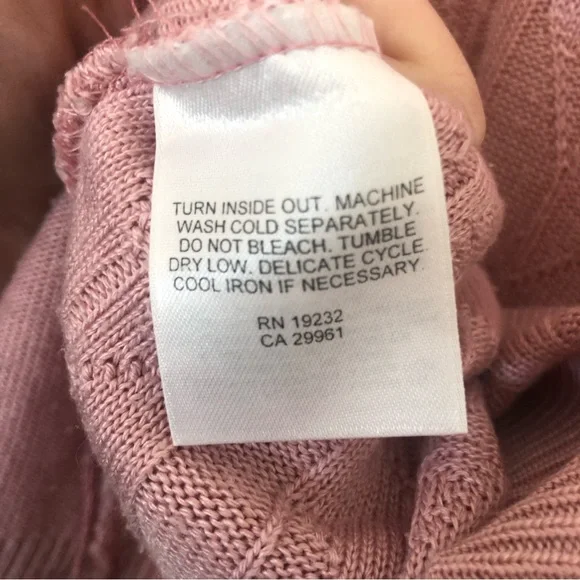 TURN INSIDE OUT. MACHINE
WASH COLD SEPARATELY.
DO NOT BLEACH. TUMBLE
DRY LOW. DELICATE CYCLE.
COOL IRON IF NECESSARY.
RN 19232
CA 29961